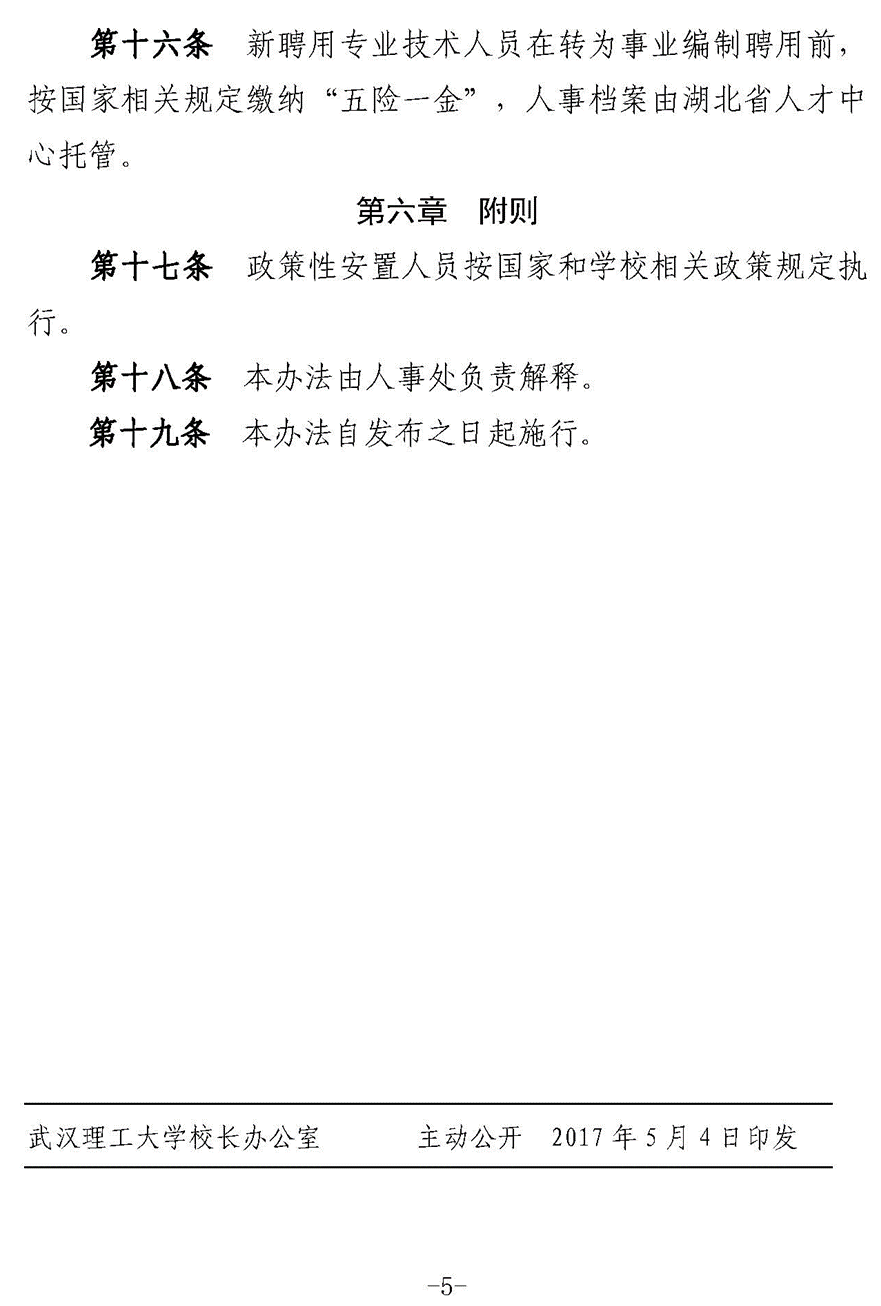 第十六条　新聘用专业技术人员在转为事业编制聘用前，
按国家相关规定缴纳“五险一金”，人事档案由湖北省人才中
心托管。
第六章　附则
第十七条　政策性安置人员按国家和学校相关政策规定执
行。
第十八条　本办法由人事处负责解释。
第十九条　本办法自发布之日起施行。
武汉理工大学校长办公室　　　主动公开　2017年5月4日印发
-5-